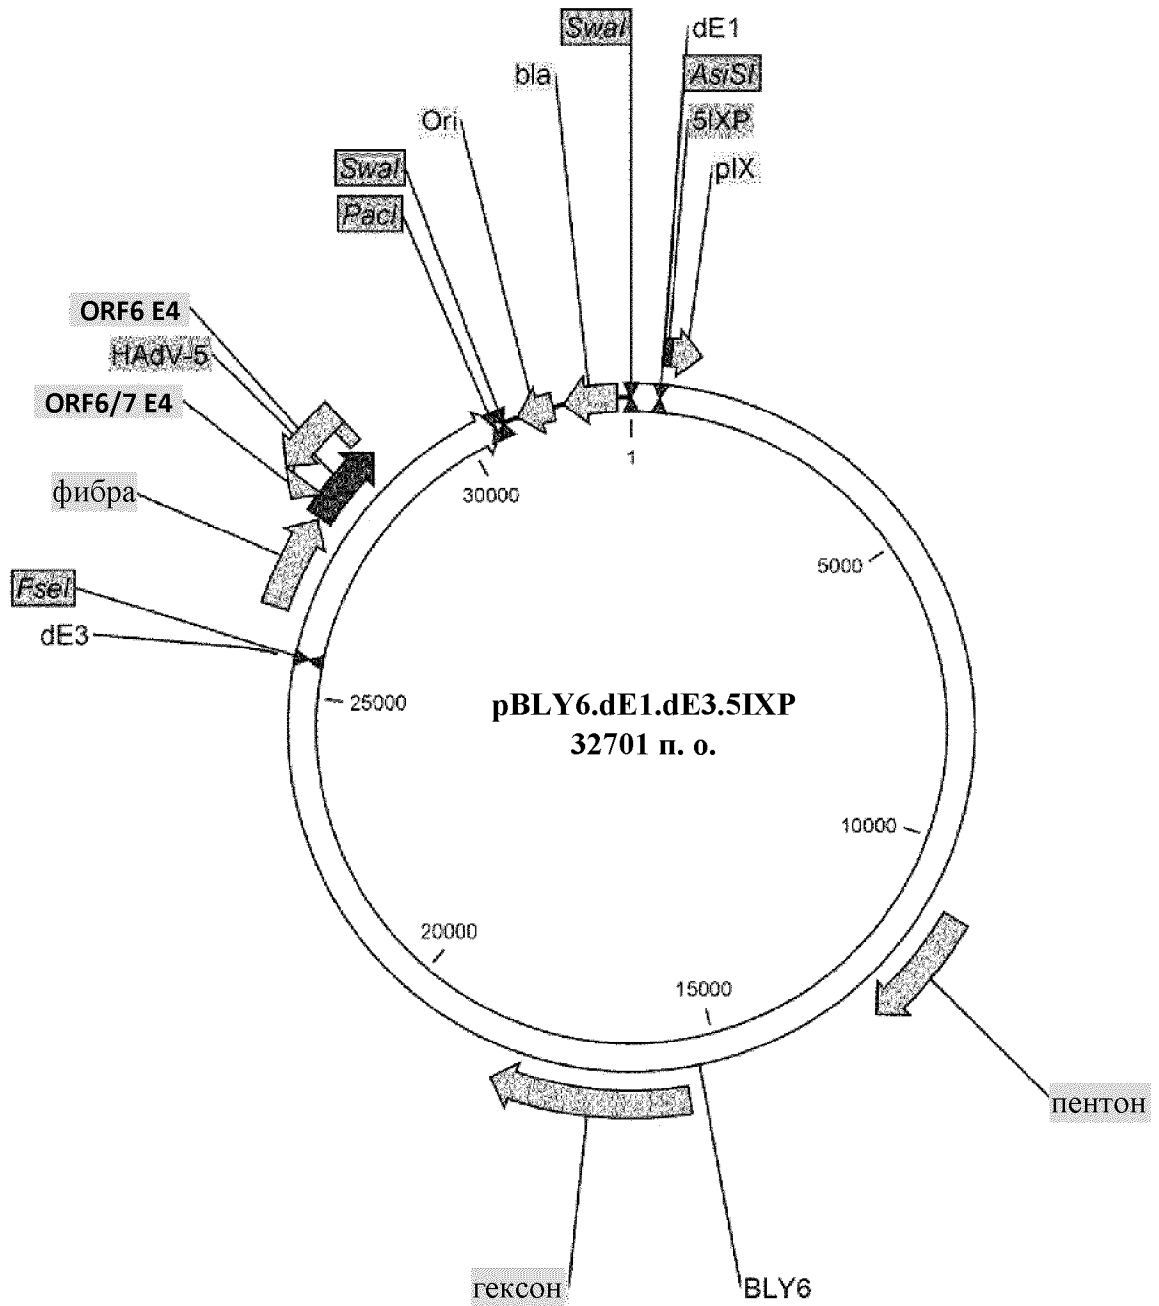 SwaI
dE1
AsiSI
bla
5IXP
Ori
pIX
SwaI
PacI
ORF6 E4
HAdV-5
ORF6/7 E4
1
30000
фибра
5000
FseI
dE3
25000
pBLY6.dE1.dE3.5IXP
32701 п. о.
10000
20000
15000
пентон
гексон
BLY6